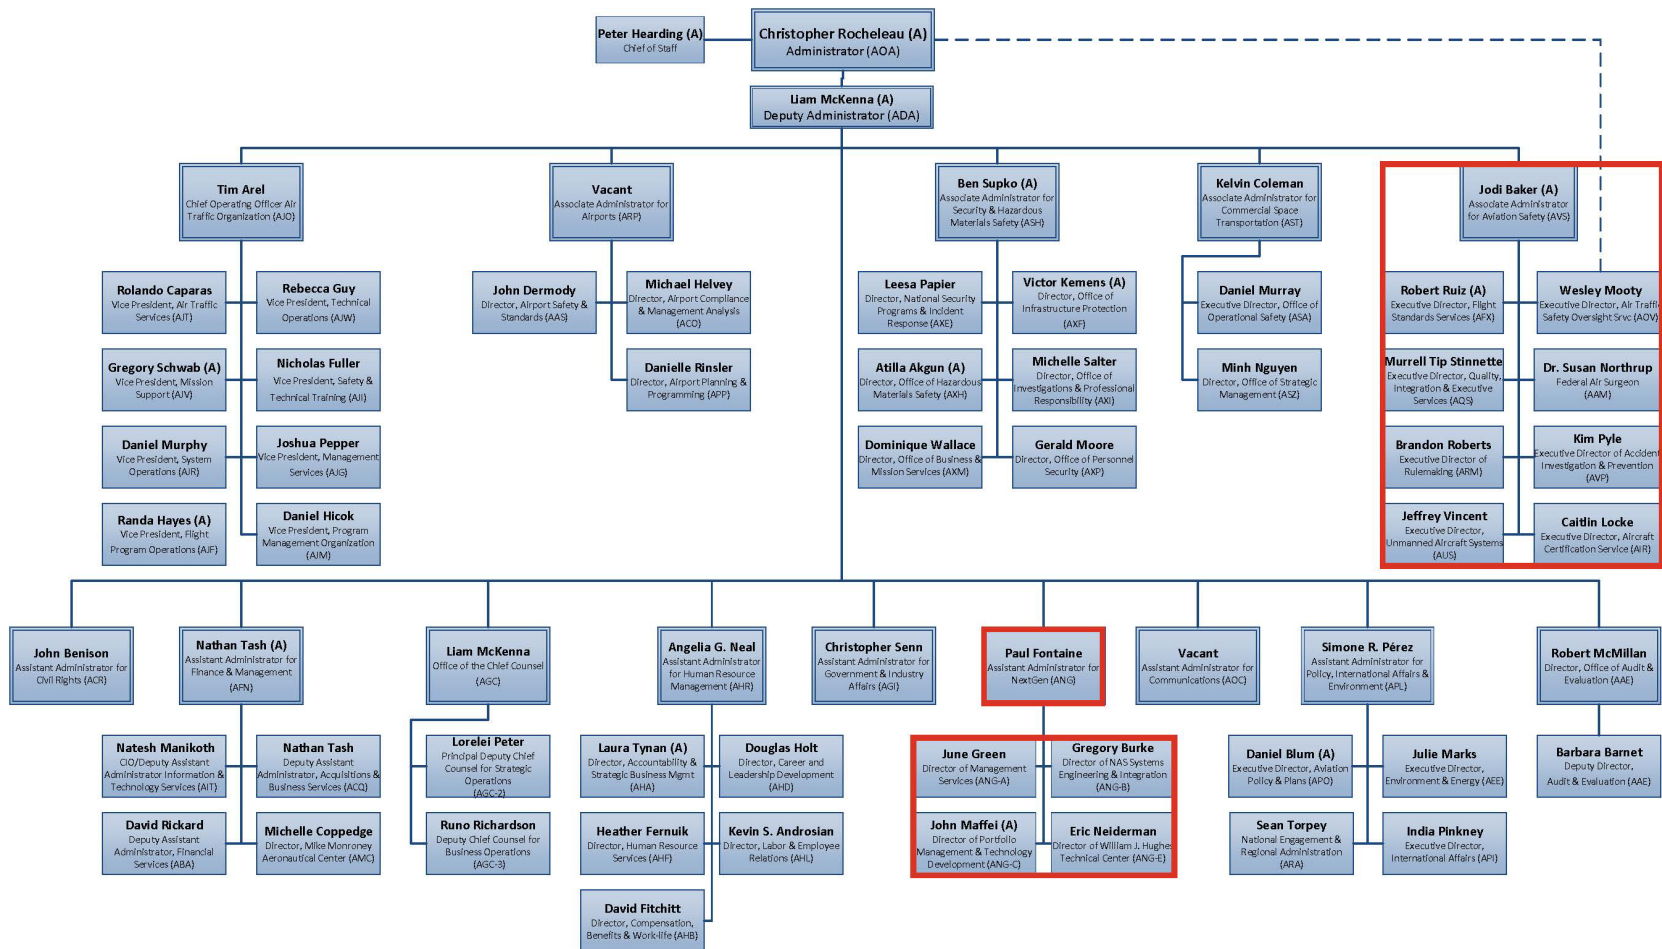 Peter Hearding (A)
Chief of Staff
Christopher Rocheleau (A)
Administrator (AOA)
Liam McKenna (A)
Deputy Administrator (ADA)
Tim Arel
Chief Operating Officer Air
Traffic Organization (AJO)
Vacant
Associate Administrator for
Airports (ARP)
Ben Supko (A)
Associate Administrator for
Security & Hazardous
Materials Safety (ASH)
Kelvin Coleman
Associate Administrator for
Commercial Space
Transportation (AST)
Jodi Baker (A)
Associate Administrator
for Aviation Safety (AVS)
Rolando Caparas
Vice President, Air Traffic
Services (AJT)
Rebecca Guy
Vice President, Technical
Operations (AJW)
Gregory Schwab (A)
Vice President, Mission
Support (AJV)
Nicholas Fuller
Vice President, Safety &
Technical Training (AJI)
Daniel Murphy
Vice President, System
Operations (AJR)
Joshua Pepper
Vice President, Management
Services (AJG)
Randa Hayes (A)
Vice President, Flight
Program Operations (AJF)
Daniel Hicok
Vice President, Program
Management Organization
(AJM)
John Dermody
Director, Airport Safety &
Standards (AAS)
Michael Helvey
Director, Airport Compliance
& Management Analysis
(ACO)
Danielle Rinsler
Director, Airport Planning &
Programming (APP)
Leesa Papier
Director, National Security
Programs & Incident
Response (AXE)
Victor Kemens (A)
Director, Office of
Infrastructure Protection
(AXF)
Atilla Akgun (A)
Director, Office of Hazardous
Materials Safety (AXH)
Michelle Salter
Director, Office of
Investigations & Professional
Responsibility (AXI)
Dominique Wallace
Director, Office of Business &
Mission Services (AXM)
Gerald Moore
Director, Office of Personnel
Security (AXP)
Daniel Murray
Executive Director, Office of
Operational Safety (ASA)
Minh Nguyen
Director, Office of Strategic
Management (ASZ)
Robert Ruiz (A)
Executive Director, Flight
Standards Services (AFX)
Wesley Mooty
Executive Director, Air Traffic
Safety Oversight Srvc (AOV)
Murrell Tip Stinnette
Executive Director, Quality,
Integration & Executive
Services (AQS)
Dr. Susan Northrup
Federal Air Surgeon
(AAM)
Brandon Roberts
Executive Director of
Rulemaking (ARM)
Kim Pyle
Executive Director of Accident
Investigation & Prevention
(AVP)
Jeffrey Vincent
Executive Director,
Unmanned Aircraft Systems
(AUS)
Caitlin Locke
Executive Director, Aircraft
Certification Service (AIR)
John Benison
Assistant Administrator for
Civil Rights (ACR)
Nathan Tash (A)
Assistant Administrator for
Finance & Management
(AFN)
Liam McKenna
Office of the Chief Counsel
(AGC)
Angelia G. Neal
Assistant Administrator
for Human Resource
Management (AHR)
Christopher Senn
Assistant Administrator for
Government & Industry
Affairs (AGI)
Paul Fontaine
Assistant Administrator for
NextGen (ANG)
Vacant
Assistant Administrator for
Communications (AOC)
Simone R. Pérez
Assistant Administrator for
Policy, International Affairs &
Environment (APL)
Robert McMillan
Director, Office of Audit &
Evaluation (AAE)
Natesh Manikoth
CIO/Deputy Assistant
Administrator Information &
Technology Services (AIT)
Nathan Tash
Deputy Assistant
Administrator, Acquisitions &
Business Services (ACQ)
David Rickard
Deputy Assistant
Administrator, Financial
Services (ABA)
Michelle Coppedge
Director, Mike Monroney
Aeronautical Center (AMC)
Lorelei Peter
Principal Deputy Chief
Counsel for Strategic
Operations
(AGC-2)
Runo Richardson
Deputy Chief Counsel for
Business Operations
(AGC-3)
Laura Tynan (A)
Director, Accountability &
Strategic Business Mgmt
(AHA)
Douglas Holt
Director, Career and
Leadership Development
(AHD)
Heather Fernuik
Director, Human Resource
Services (AHF)
Kevin S. Androsian
Director, Labor & Employee
Relations (AHL)
David Fitchitt
Director, Compensation,
Benefits & Work-life (AHB)
June Green
Director of Management
Services (ANG-A)
Gregory Burke
Director of NAS Systems
Engineering & Integration
(ANG-B)
John Maffei (A)
Director of Portfolio
Management & Technology
Development (ANG-C)
Eric Neiderman
Director of William J. Hughes
Technical Center (ANG-E)
Daniel Blum (A)
Executive Director, Aviation
Policy & Plans (APO)
Julie Marks
Executive Director,
Environment & Energy (AEE)
Sean Torpey
National Engagement &
Regional Administration
(ARA)
India Pinkney
Executive Director,
International Affairs (API)
Barbara Barnet
Deputy Director,
Audit & Evaluation (AAE)